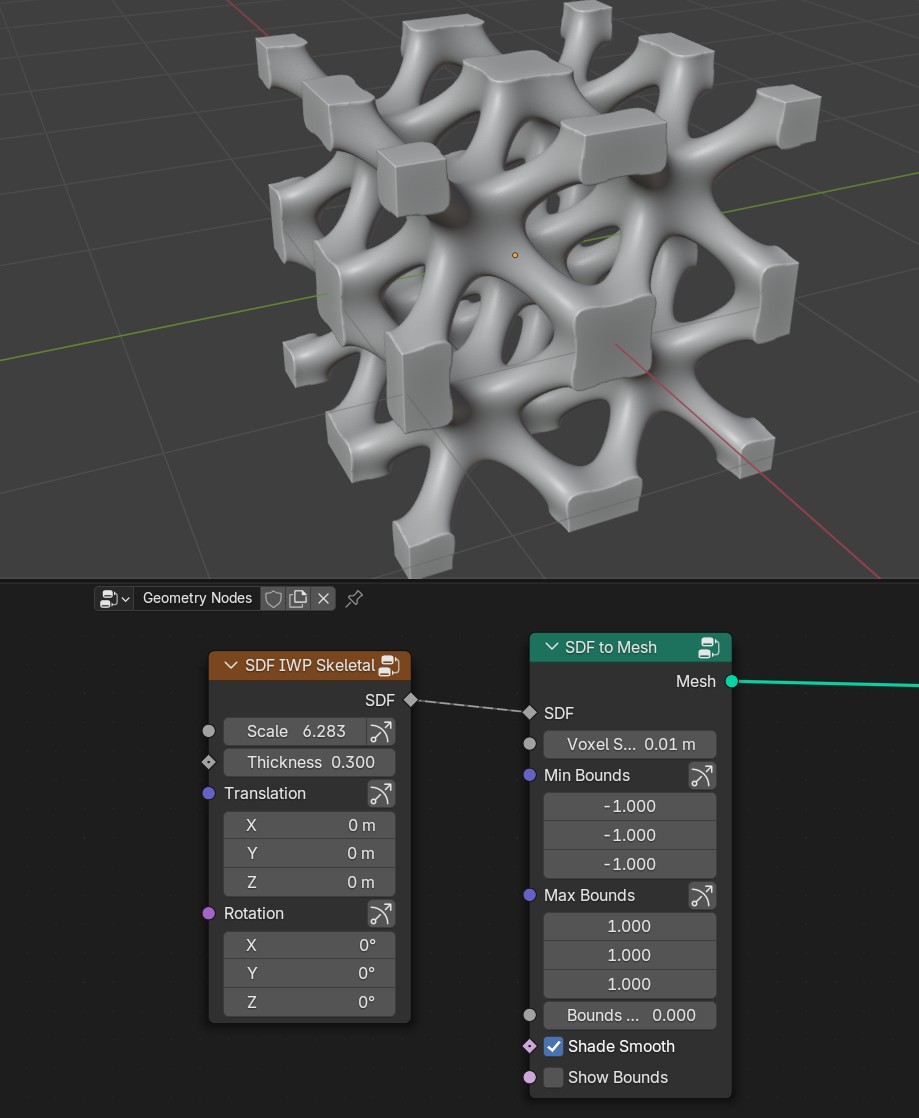 Geometry Nodes
SDF IWP Skeletal
SDF
Scale 6.283
Thickness 0.300
Translation
X 0 m
Y 0 m
Z 0 m
Rotation
X 0°
Y 0°
Z 0°
SDF to Mesh
Mesh
SDF
Voxel S... 0.01 m
Min Bounds
-1.000
-1.000
-1.000
Max Bounds
1.000
1.000
1.000
Bounds ... 0.000
Shade Smooth
Show Bounds